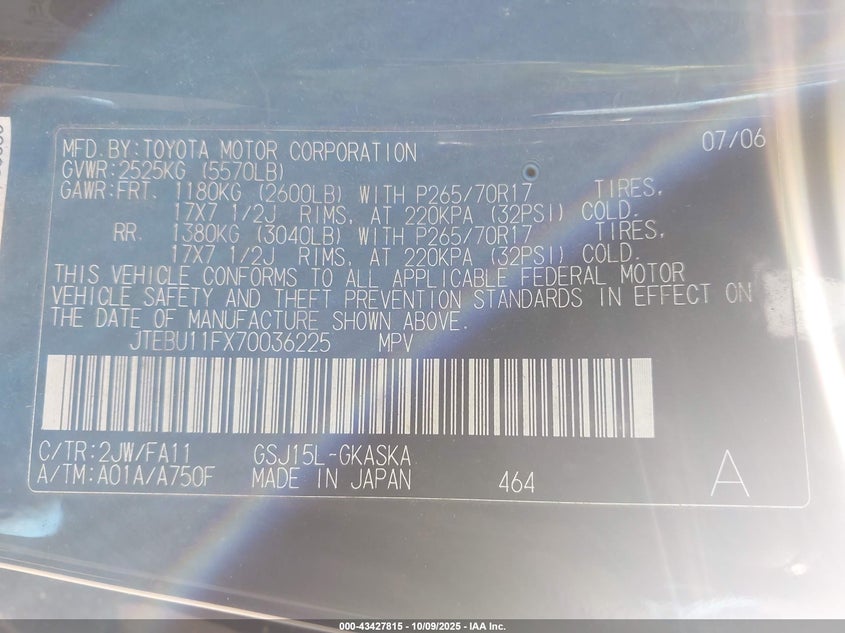 MFD.BY:TOYOTA MOTOR CORPORATION 07/06
GVWR:2525KG (5570LB)
GAWR:FRT. 1180KG (2600LB) WITH P265/70R17 TIRES,
17X7 1/2J RIMS, AT 220KPA (32PSI) COLD.
RR. 1380KG (3040LB) WITH P265/70R17 TIRES,
17X7 1/2J RIMS, AT 220KPA (32PSI) COLD.
THIS VEHICLE CONFORMS TO ALL APPLICABLE FEDERAL MOTOR
VEHICLE SAFETY AND THEFT PREVENTION STANDARDS IN EFFECT ON
THE DATE OF MANUFACTURE SHOWN ABOVE.
JTEBU11FX70036225 MPV
C/TR:2JW/FA11 GSJ15L-GKASKA
A/TM:A01A/A750F MADE IN JAPAN 464 A
000-43427815 - 10/09/2025 - IAA Inc.